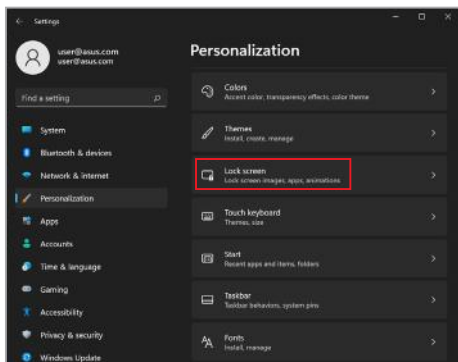 Settings
user@asus.com
user@asus.com
Find a setting
System
Bluetooth & devices
Network & internet
Personalization
Apps
Accounts
Time & language
Gaming
Accessibility
Privacy & security
Windows Update
Personalization
Colors
Accent color, transparency effects, color theme
Themes
Install, create, manage
Lock screen
Lock screen images, apps, animations
Touch keyboard
Themes, size
Start
Recent apps and items, folders
Taskbar
Taskbar behaviors, system pins
Fonts
Install, manage